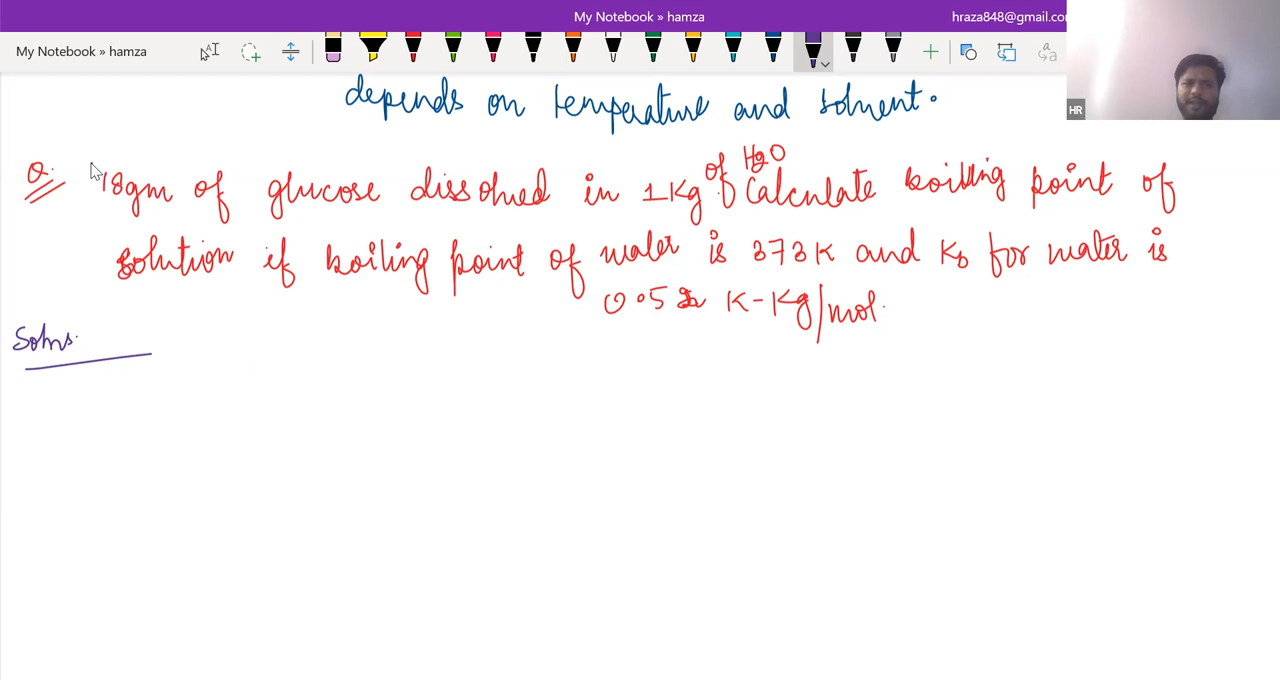 My Notebook » hamza
hraza848@gmail.co
My Notebook » hamza
HR
depends on temperature and solvent.
Q. 18gm of glucose dissolved in 1Kg of H2O Calculate boiling point of
solution if boiling point of water is 373K and Kb for water is
0.52 K-Kg/mol.
Solns.